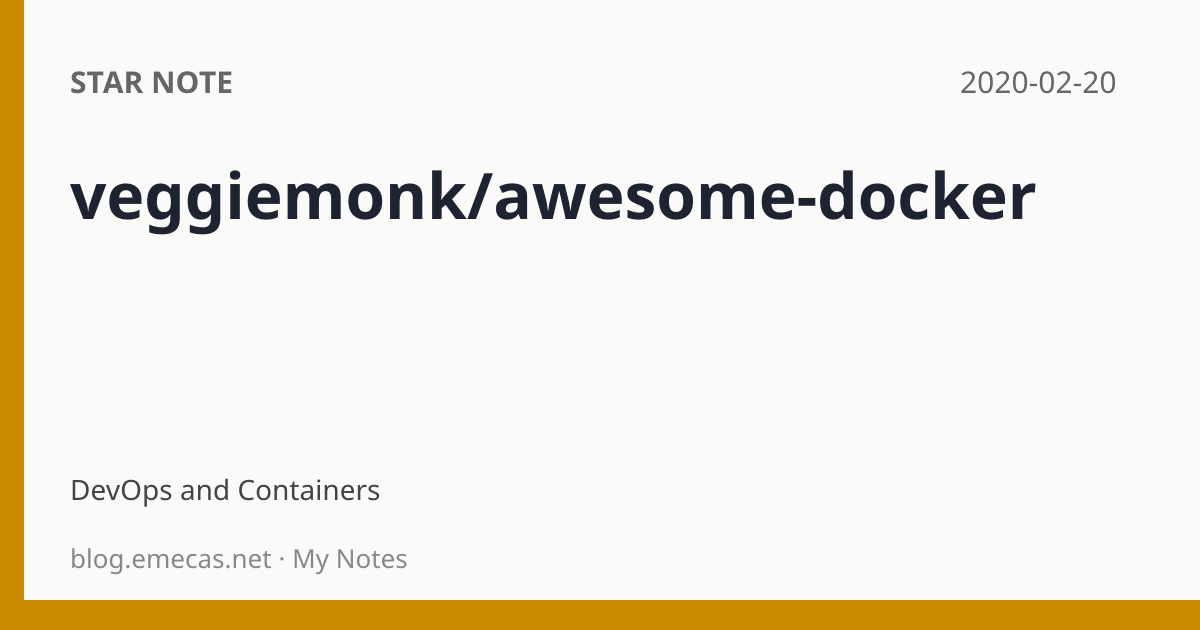 STAR NOTE
2020-02-20
veggiemonk/awesome-docker
DevOps and Containers
blog.emecas.net · My Notes